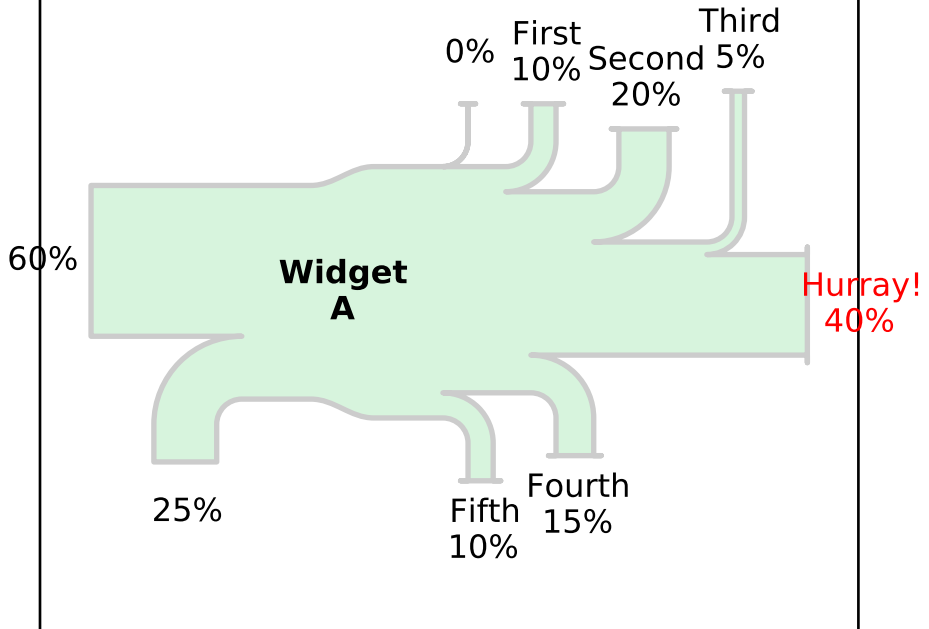 Third
5%
First
10%
0%
Second
20%
60%
Widget
A
Hurray!
40%
25%
Fifth
10%
Fourth
15%